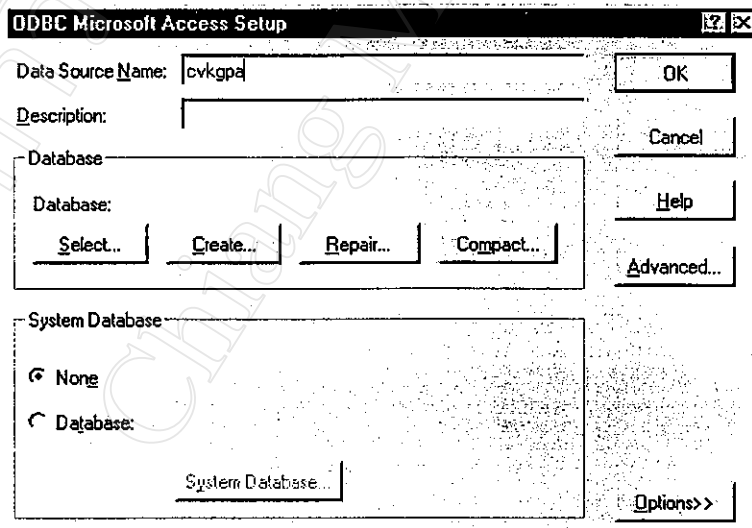 ODBC Microsoft Access Setup
Data Source Name: cvkgpa
OK
Description:
Cancel
Database
Database:
Help
Select... Create... Repair... Compact...
Advanced...
System Database
None
Database:
System Database...
Options>>
Chiang M